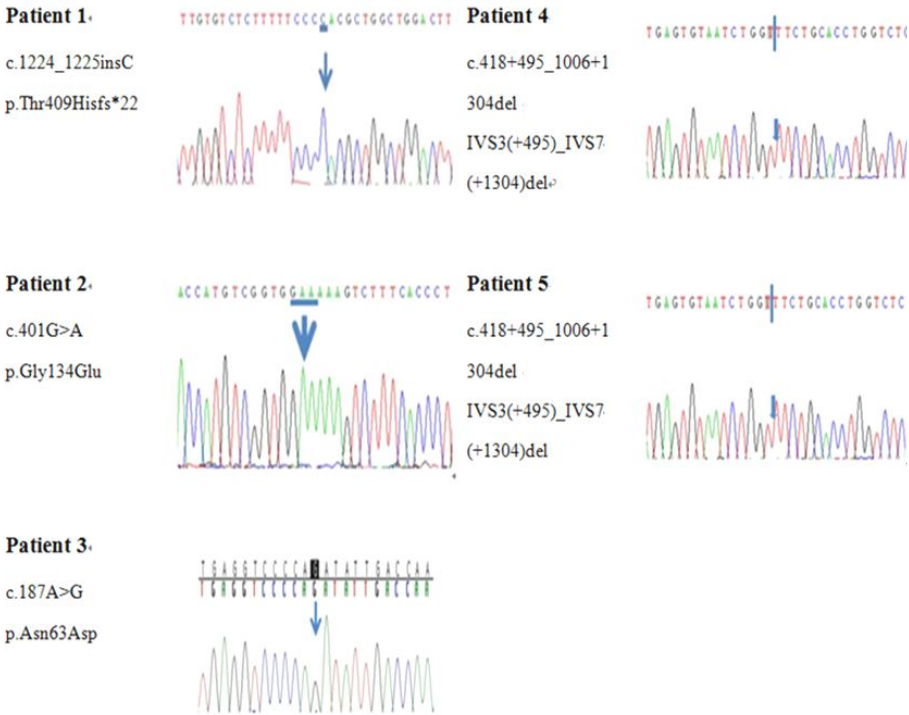 Patient 1
TTGTGTCTCTTTTTCCCCACGCTGGCTGGACTT
c.1224_1225insC
p.Thr409Hisfs*22
Patient 2
ACCATGTCGGTGGAAAAAGTCTTTCACCCT
c.401G>A
p.Gly134Glu
Patient 3
TGAGGTCCCCAGATATTGACCAA
TGAGGTCCCCAGATATTGACCAA
c.187A>G
p.Asn63Asp
Patient 4
TGAGTGTAATCTGGTTTCTGCACCTGGTCTC
c.418+495_1006+1
304del
IVS3(+495)_IVS7
(+1304)del
Patient 5
TGAGTGTAATCTGGTTTCTGCACCTGGTCTC
c.418+495_1006+1
304del
IVS3(+495)_IVS7
(+1304)del